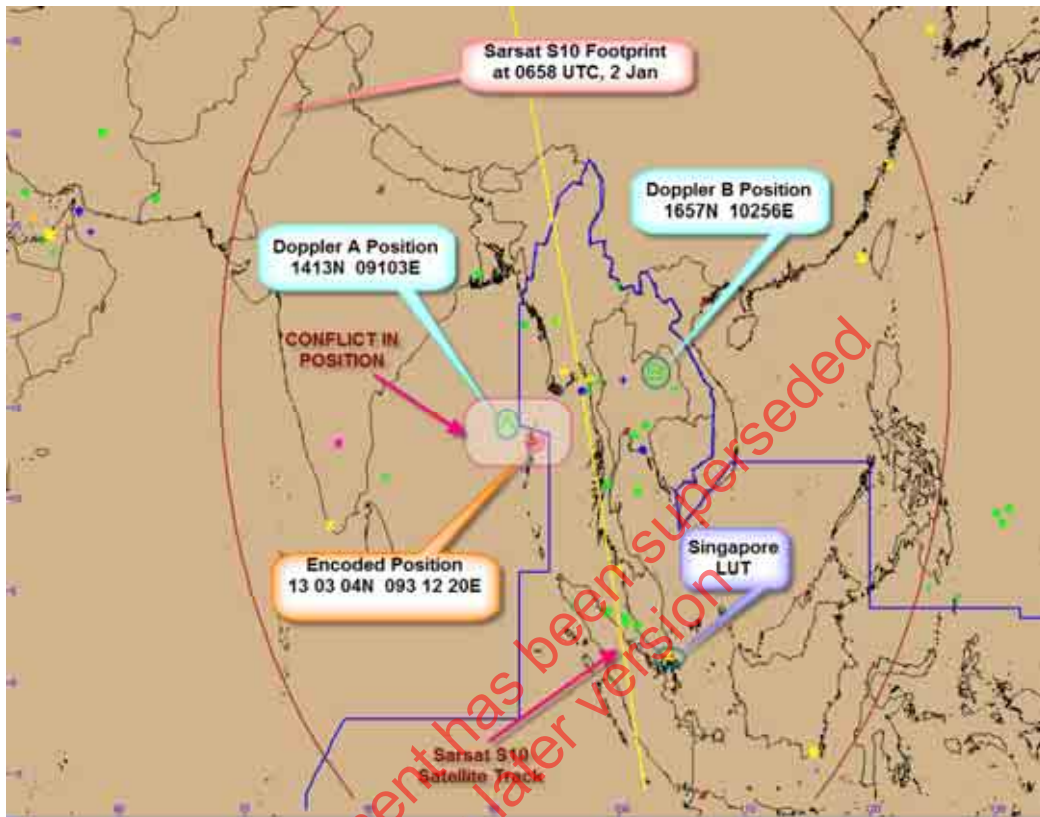 Sarsat S10 Footprint
at 0658 UTC, 2 Jan
Doppler B Position
1657N 10256E
Doppler A Position
1413N 09103E
CONFLICT IN
POSITION
Encoded Position
13 03 04N 093 12 20E
Singapore
LUT
Sarsat S10
Satellite Track
ent has been superseded
later version